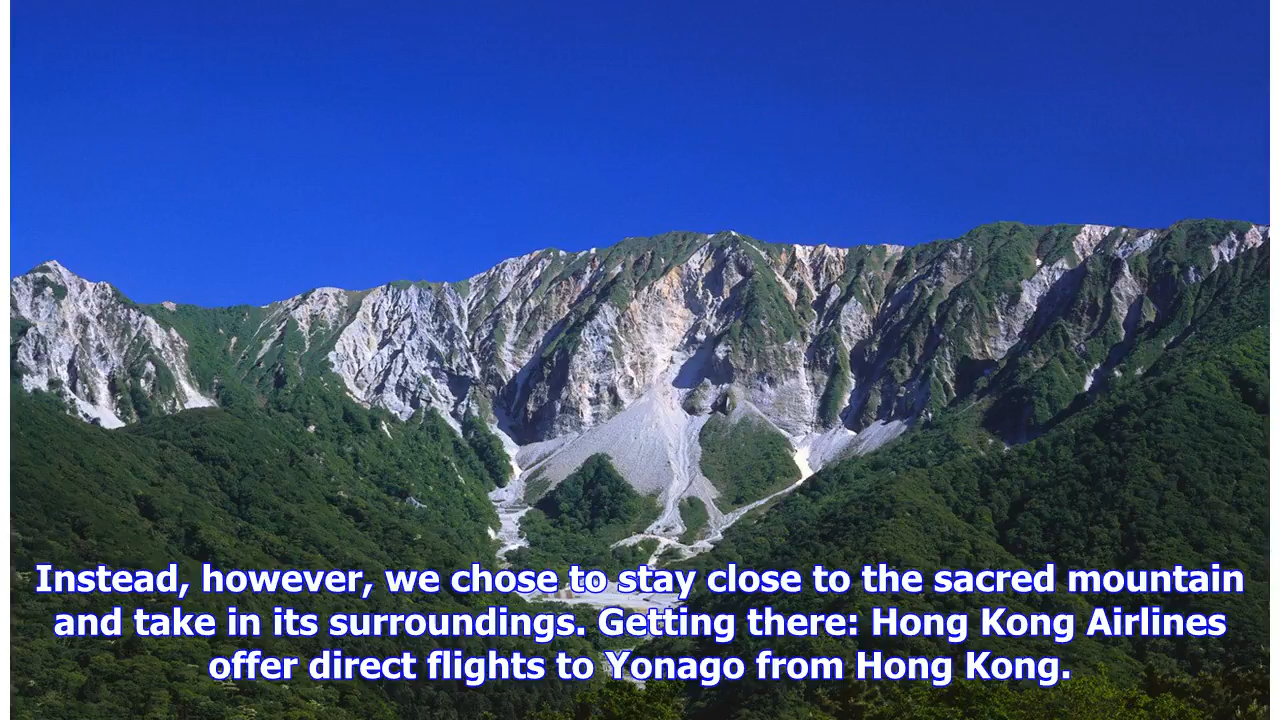 Instead, however, we chose to stay close to the sacred mountain
and take in its surroundings. Getting there: Hong Kong Airlines
offer direct flights to Yonago from Hong Kong.